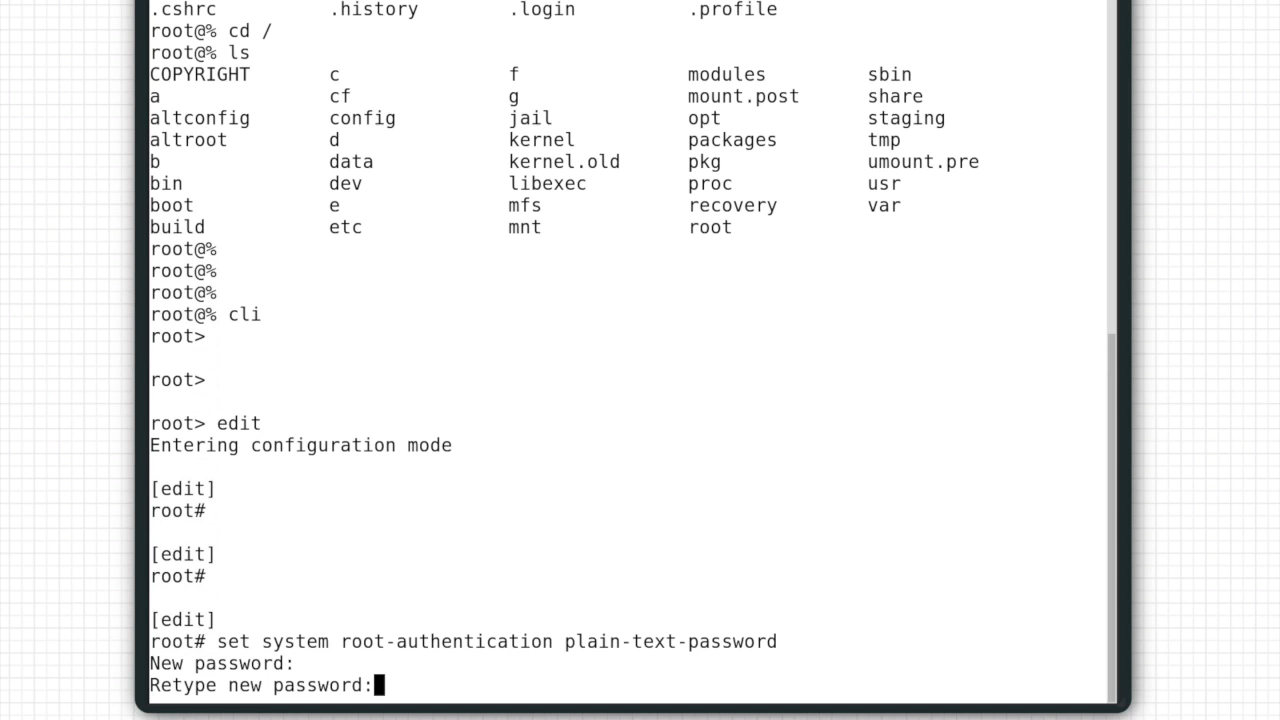 .cshrc .history .login .profile
root@% cd /
root@% ls
COPYRIGHT c f modules sbin
a cf g mount.post share
altconfig config jail opt staging
altroot d kernel packages tmp
b data kernel.old pkg umount.pre
bin dev libexec proc usr
boot e mfs recovery var
build etc mnt root
root@%
root@%
root@%
root@% cli
root>
root>
root> edit
Entering configuration mode
[edit]
root#
[edit]
root#
[edit]
root# set system root-authentication plain-text-password
New password:
Retype new password: